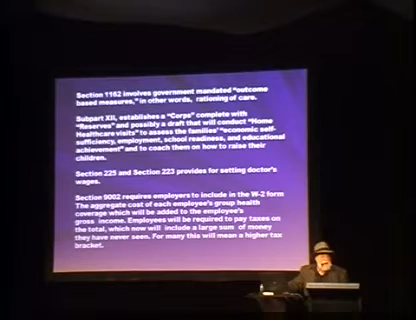 Section 1162 involves government mandated "outcome
based measures," in other words, rationing of care.
Subpart XII, establishes a "Corps" complete with
"Reserves" and possibly a draft that will conduct "Home
Healthcare visits" to assess the families' "economic self-
sufficiency, employment, school readiness, and educational
achievement" and to coach them on how to raise their
children.
Section 225 and Section 223 provides for setting doctor's
wages.
Section 9002 requires employers to include in the W-2 form
The aggregate cost of each employee's group health
coverage which will be added to the employee's
gross income. Employees will be required to pay taxes on
the total, which now will include a large sum of money
they have never seen. For many this will mean a higher tax
bracket.